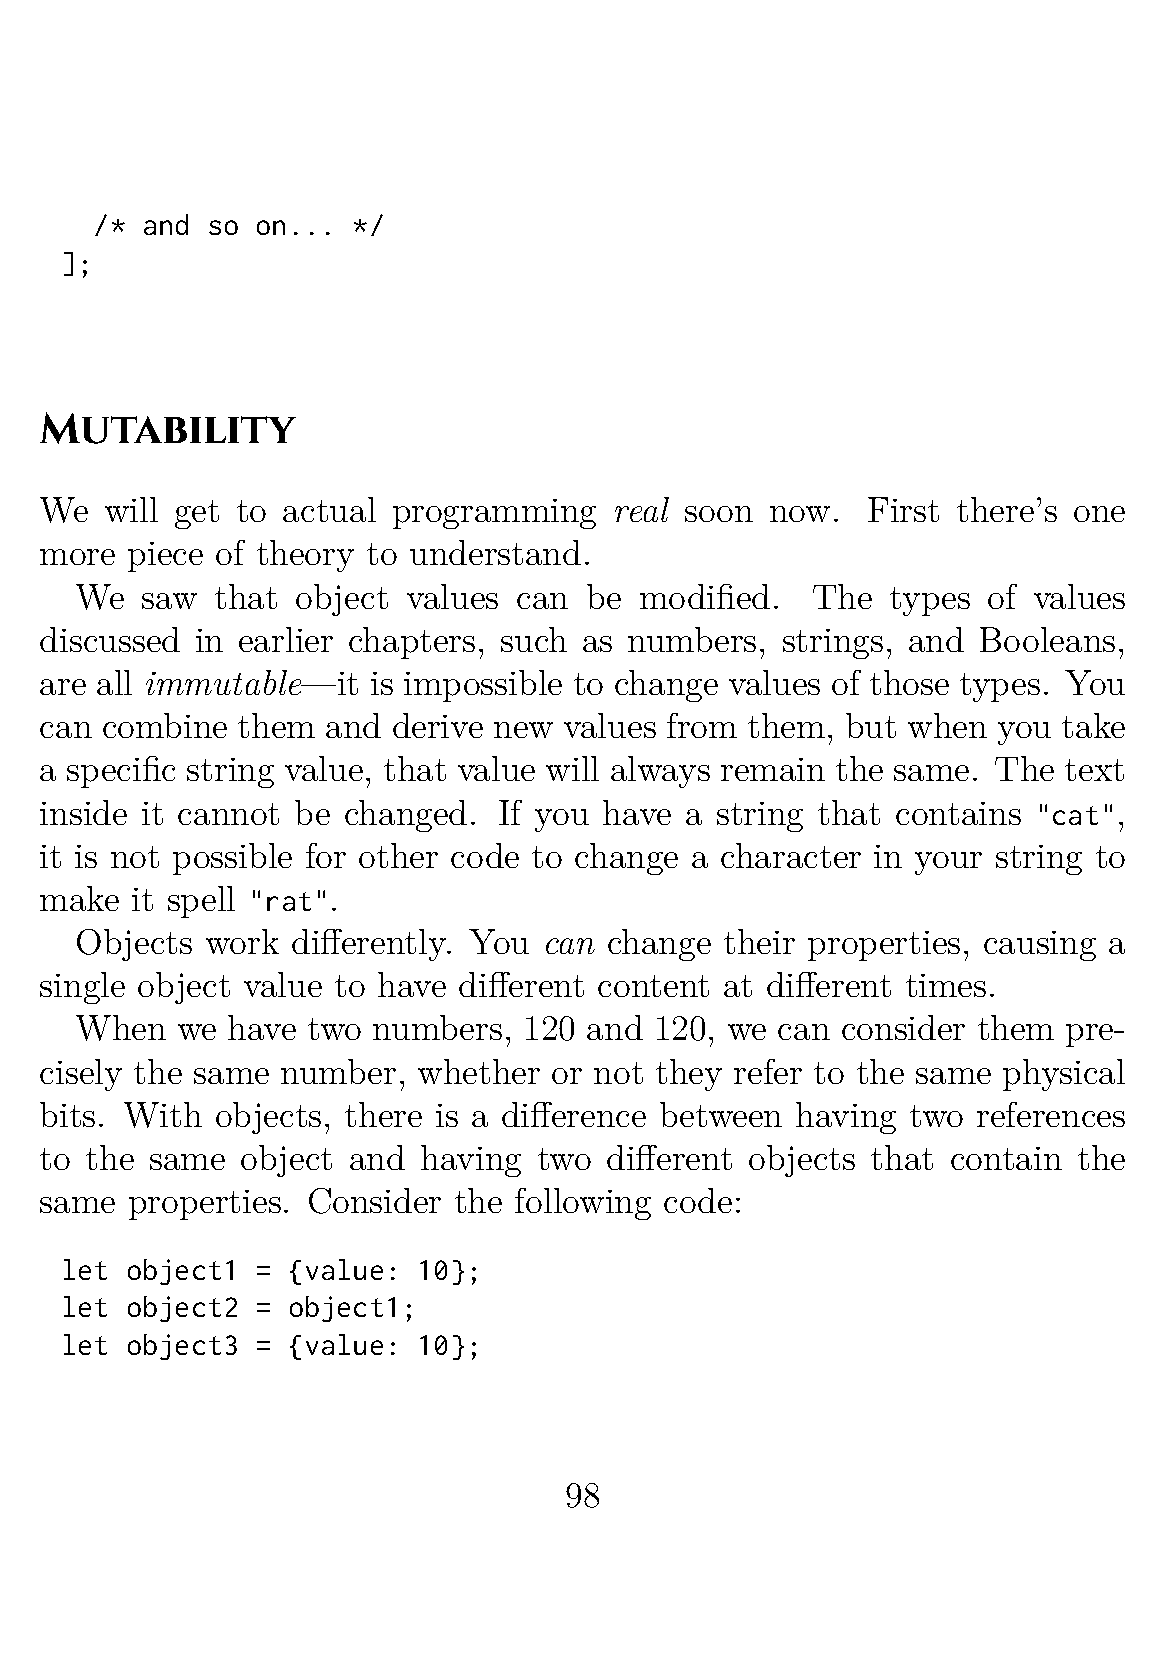 /* and so on... */
];
Mutability
We will get to actual programming real soon now. First there's one
more piece of theory to understand.
We saw that object values can be modified. The types of values
discussed in earlier chapters, such as numbers, strings, and Booleans,
are all immutable—it is impossible to change values of those types. You
can combine them and derive new values from them, but when you take
a specific string value, that value will always remain the same. The text
inside it cannot be changed. If you have a string that contains "cat",
it is not possible for other code to change a character in your string to
make it spell "rat".
Objects work differently. You can change their properties, causing a
single object value to have different content at different times.
When we have two numbers, 120 and 120, we can consider them pre-
cisely the same number, whether or not they refer to the same physical
bits. With objects, there is a difference between having two references
to the same object and having two different objects that contain the
same properties. Consider the following code:
let object1 = {value: 10};
let object2 = object1;
let object3 = {value: 10};
98